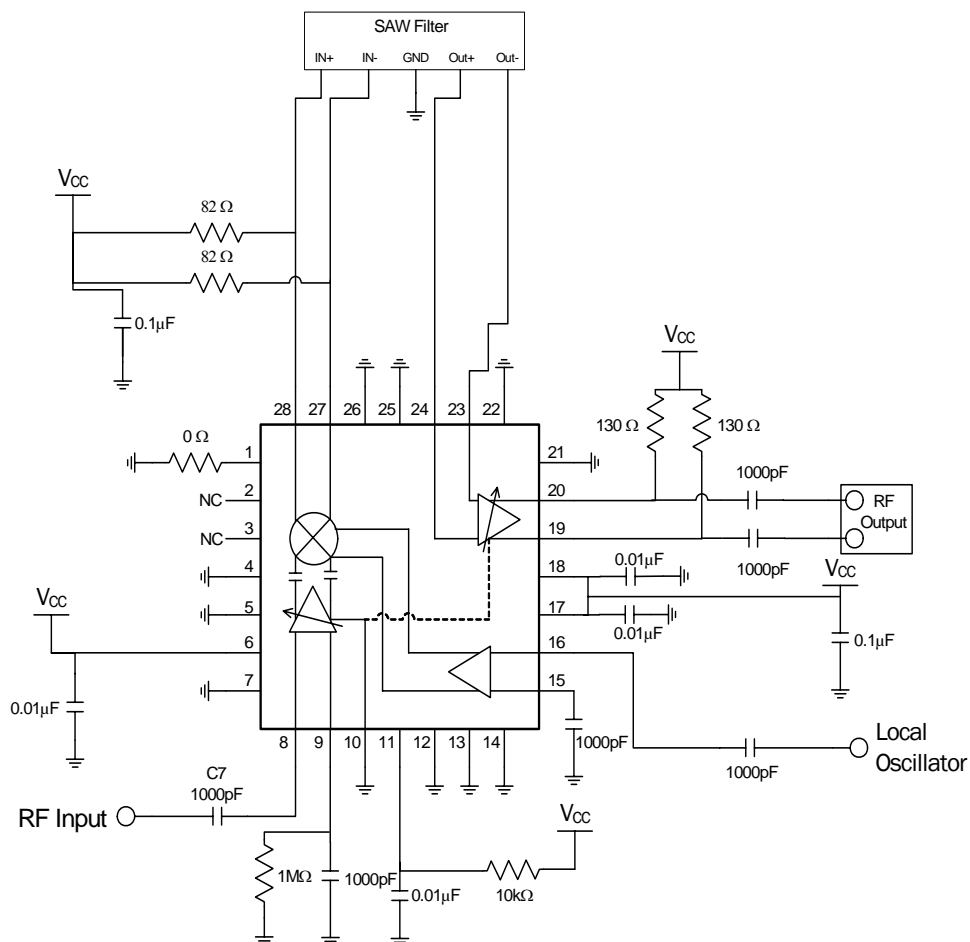 SAW Filter
IN+ IN- GND Out+ Out-
VCC
82 Ω
82 Ω
0.1µF
VCC
28 27 26 25 24 23 22
130 Ω 130 Ω
0 Ω
1 21
1000pF
NC 2 20
RF
Output
NC 3 19
1000pF
4 18 0.01µF
VCC
VCC
5 17
0.01µF
0.1µF
6 16
0.01µF
7 15
8 9 10 11 12 13 14
1000pF
1000pF
Local
Oscillator
C7
1000pF
RF Input
VCC
1MΩ 1000pF 0.01µF 10kΩ